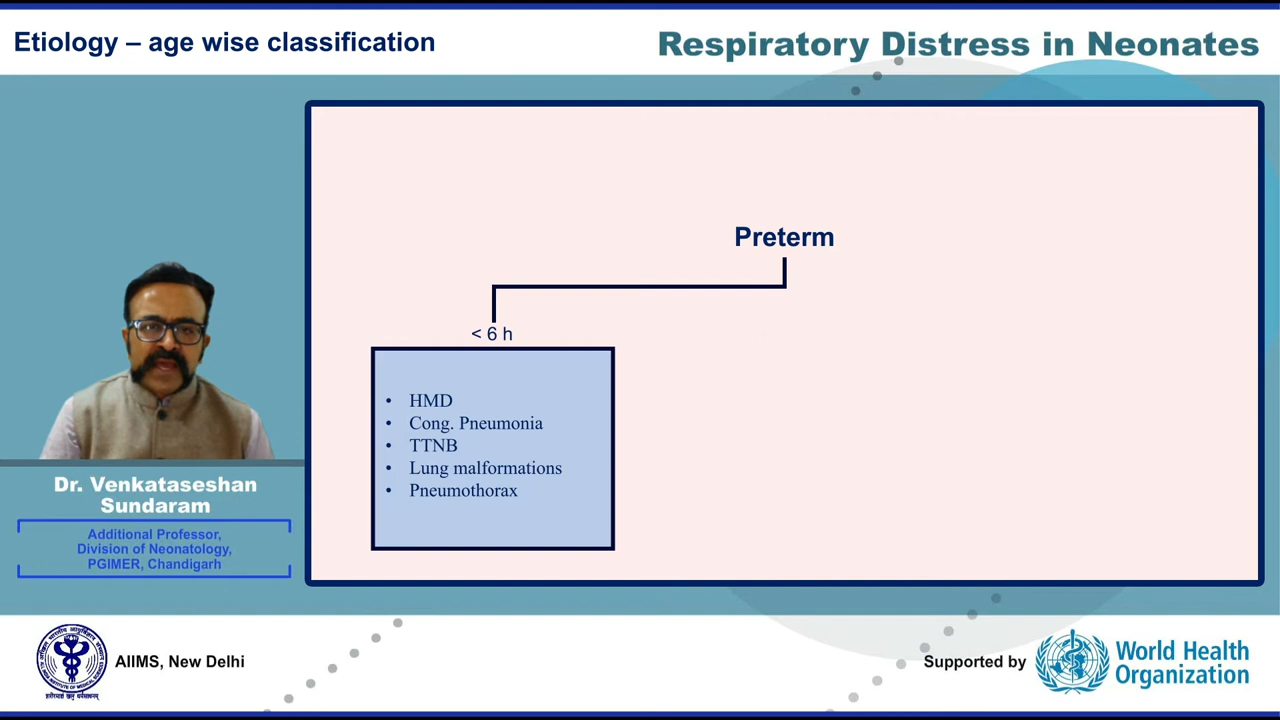 Etiology – age wise classification
Respiratory Distress in Neonates
Preterm
< 6 h
• HMD
• Cong. Pneumonia
• TTNB
• Lung malformations
• Pneumothorax
Dr. Venkataseshan
Sundaram
Additional Professor,
Division of Neonatology,
PGIMER, Chandigarh
AIIMS, New Delhi
Supported by
World Health
Organization